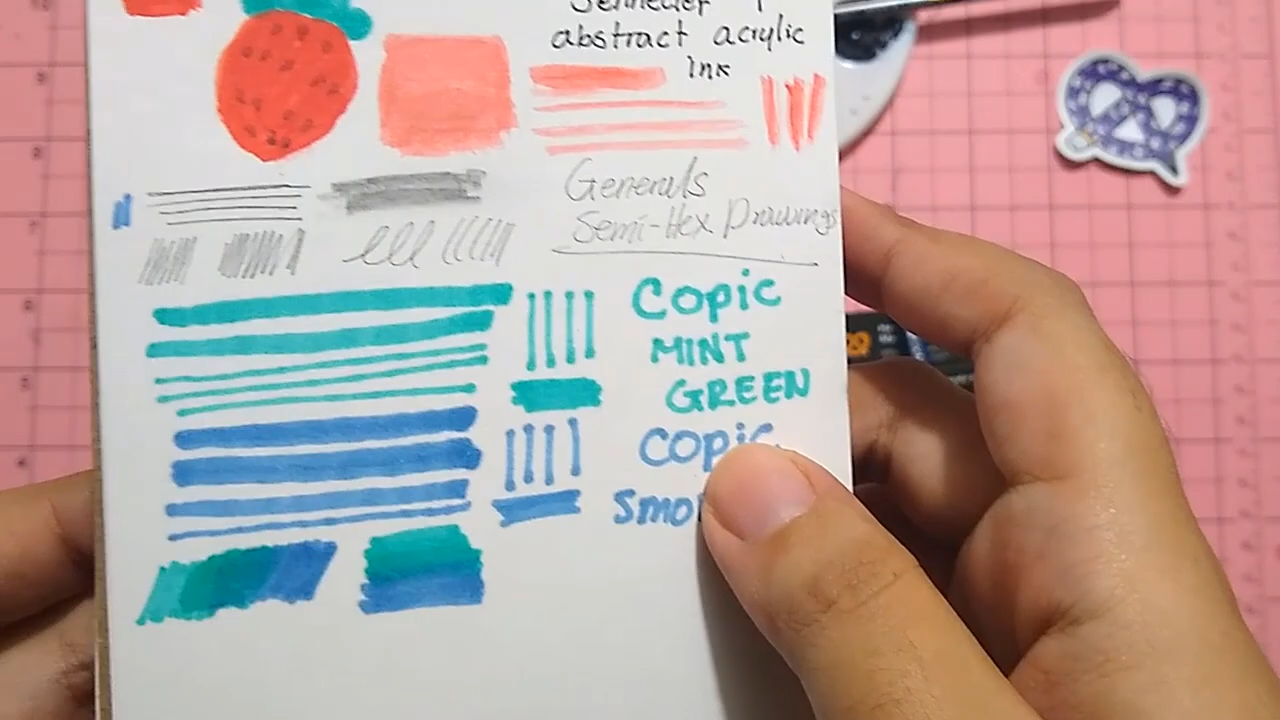 abstract acrylic
ink
Generals
Semi-Hex Drawings
Copic
MINT
GREEN
Copic